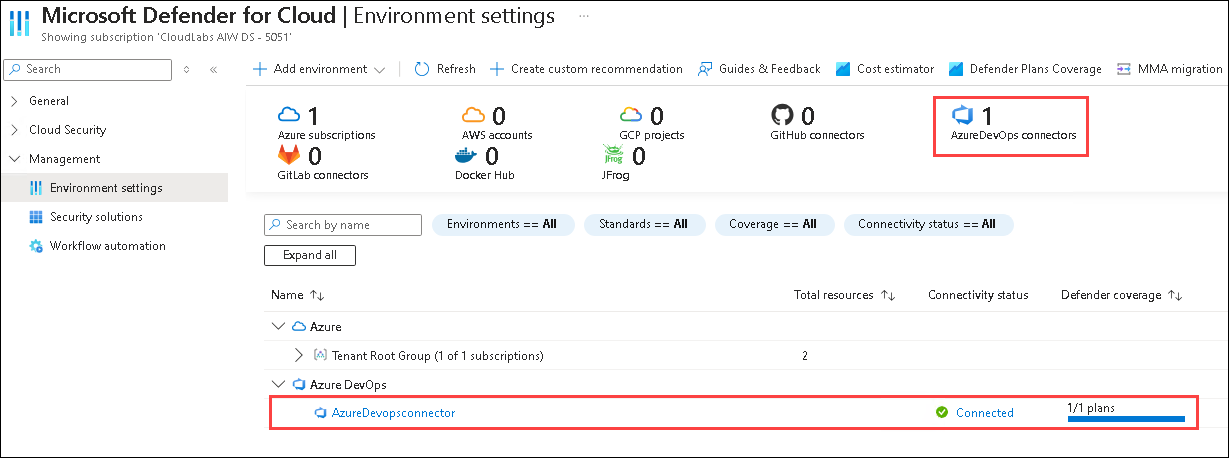 Microsoft Defender for Cloud | Environment settings ...
Showing subscription 'CloudLabs AIW DS - 5051'
Search
General
Cloud Security
Management
Environment settings
Security solutions
Workflow automation
Add environment
Refresh
Create custom recommendation
Guides & Feedback
Cost estimator
Defender Plans Coverage
MMA migration
1
Azure subscriptions
0
AWS accounts
0
GCP projects
0
GitHub connectors
1
AzureDevOps connectors
0
GitLab connectors
0
Docker Hub
JFrog
0
JFrog
Search by name
Environments == All
Standards == All
Coverage == All
Connectivity status == All
Expand all
Name
Total resources
Connectivity status
Defender coverage
Azure
Tenant Root Group (1 of 1 subscriptions)
2
Azure DevOps
AzureDevopsconnector
Connected
1/1 plans